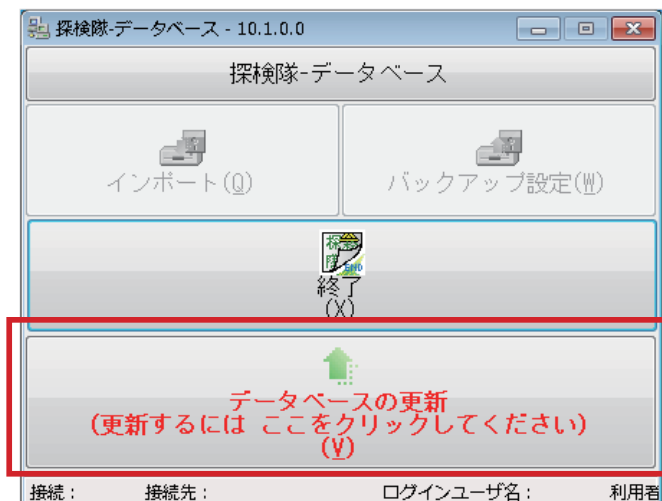 探検隊-データベース - 10.1.0.0
探検隊-データベース
インポート(Q)
バックアップ設定(W)
終了
(X)
データベースの更新
(更新するには ここをクリックしてください)
(V)
接続： 接続先： ログインユーザ名： 利用者